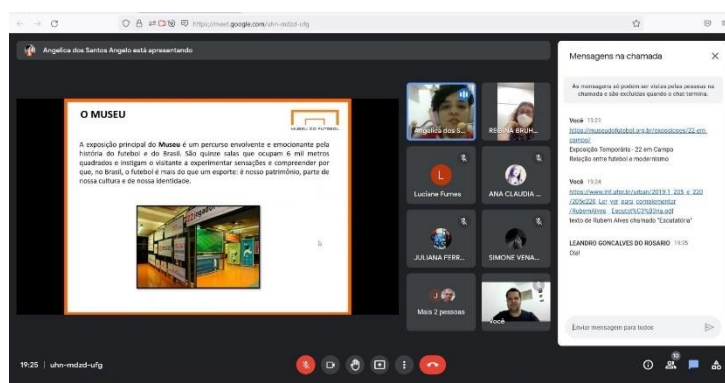 https://meet.google.com/uhn-mdzd-ufg
Angelica dos Santos Angelo está apresentando
O MUSEU
MUSEU DO FUTEBOL
A exposição principal do Museu é um percurso envolvente e emocionante pela
história do futebol e do Brasil. São quinze salas que ocupam 6 mil metros
quadrados e instigam o visitante a experimentar sensações e compreender por
que, no Brasil, o futebol é mais do que um esporte: é nosso patrimônio, parte de
nossa cultura e de nossa identidade.
Angelica dos S...
REGINA BRUH...
L
Luciane Fumes
ANA CLAUDIA ...
JULIANA FERR...
SIMONE VENA...
J
Mais 2 pessoas
Você
Mensagens na chamada
As mensagens só podem ser vistas pelas pessoas na
chamada e são excluídas quando o chat termina.
Você 19:21
https://museudofutebol.org.br/exposicoes/22-em-
campo/
Exposição Temporária - 22 em Campo
Relação entre futebol e modernismo
Você 19:24
texto de Rubem Alves chamado "Escutatória"
LEANDRO GONCALVES DO ROSARIO 19:25
Olá!
Enviar mensagem para todos
19:25 | uhn-mdzd-ufg
10